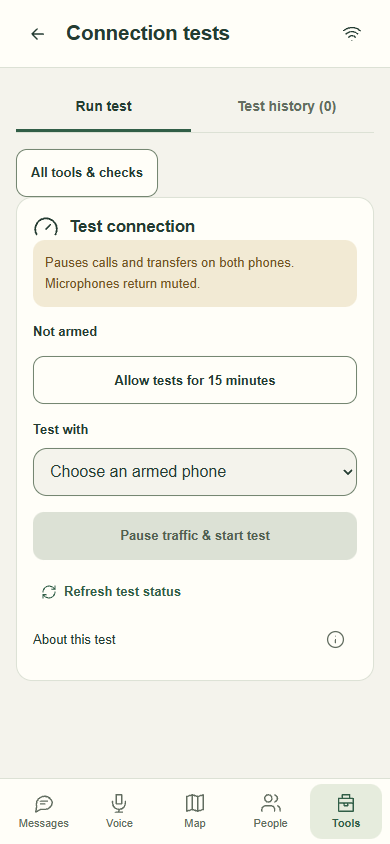 Connection tests
Run test
Test history (0)
All tools & checks
Test connection
Pauses calls and transfers on both phones.
Microphones return muted.
Not armed
Allow tests for 15 minutes
Test with
Choose an armed phone
Pause traffic & start test
Refresh test status
About this test
Messages
Voice
Map
People
Tools